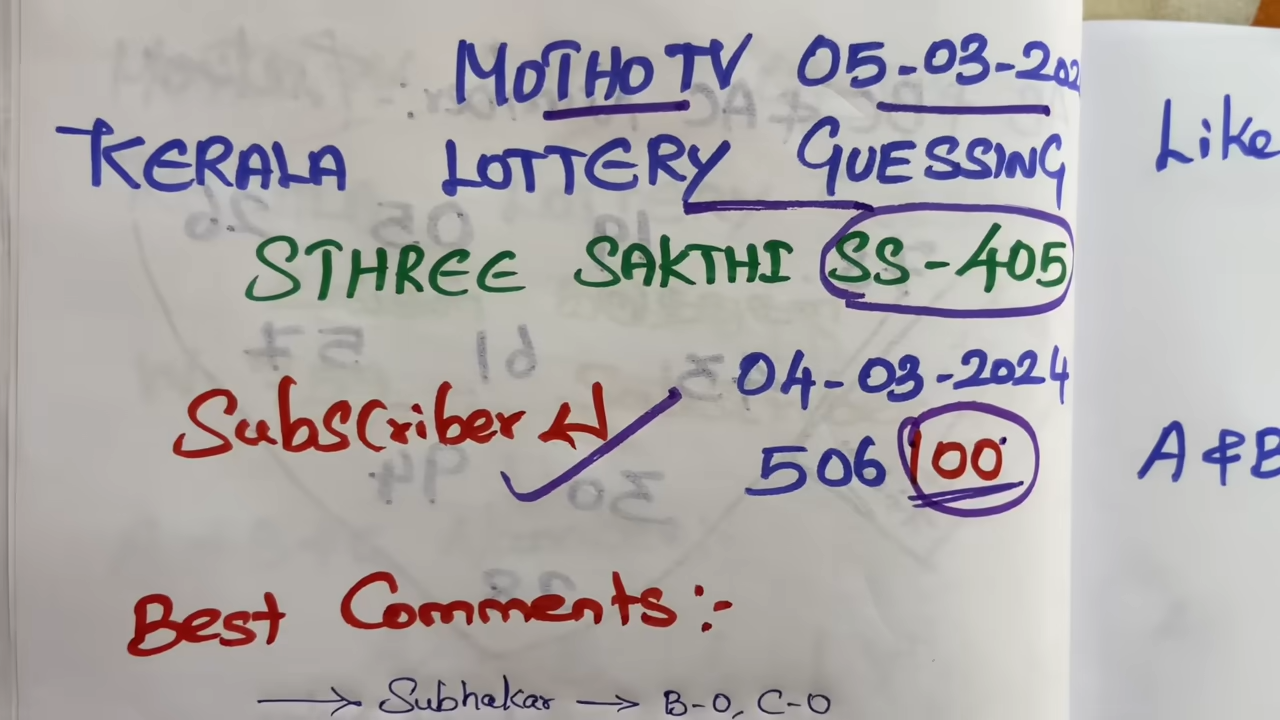 MOTHO TV 05-03-202
KERALA LOTTERY GUESSING
STHREE SAKTHI SS-405
04-03-2024
Subscriber
506 100
Best Comments:-
→ Subhakar → B-0, C-0
Like
A & B